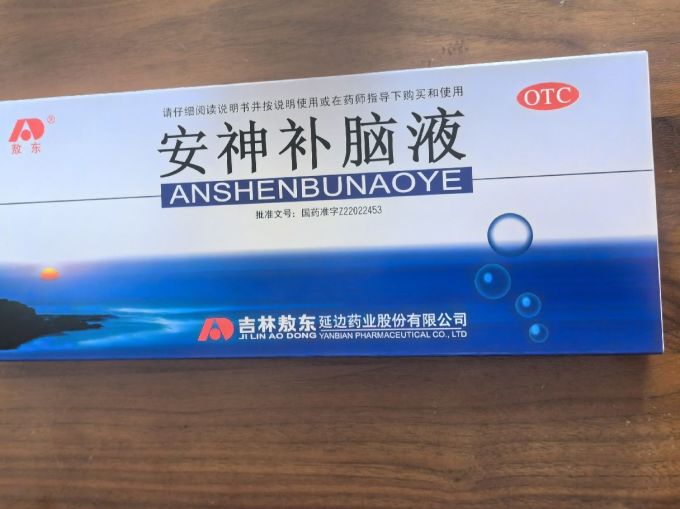 请仔细阅读说明书并按说明使用或在药师指导下购买和使用
OTC
敖东®
安神补脑液
ANSHENBUNAOYE
批准文号：国药准字Z22022453
吉林敖东 延边药业股份有限公司
JI LIN AO DONG YANBIAN PHARMACEUTICAL CO., LTD